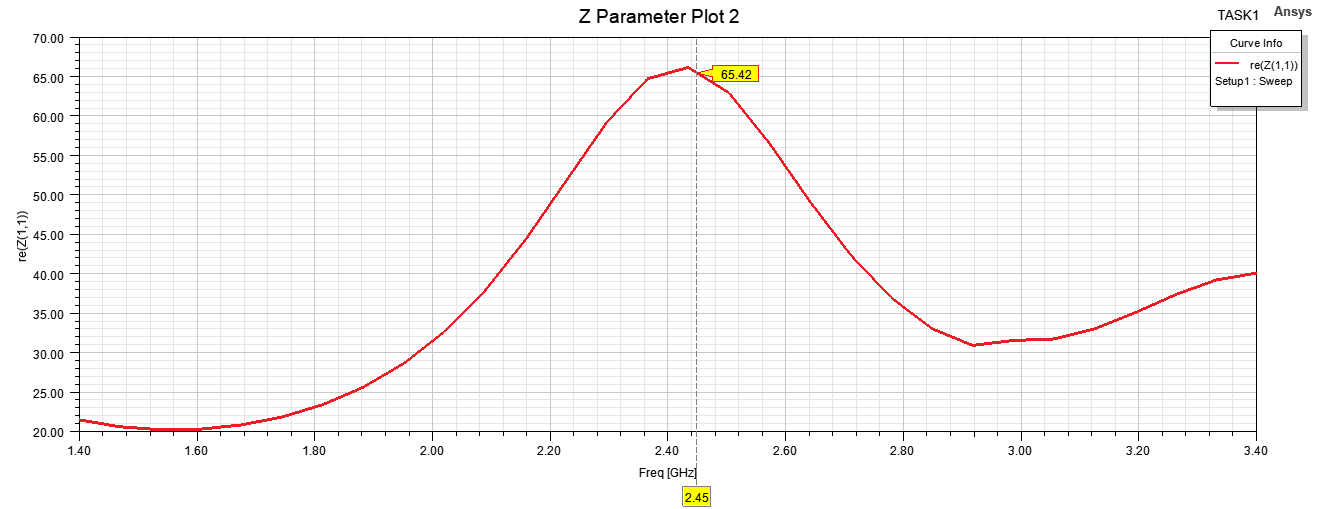 Z Parameter Plot 2
TASK1
Ansys
Curve Info
re(Z(1,1))
Setup1 : Sweep
70.00
65.00
60.00
55.00
50.00
45.00
40.00
35.00
30.00
25.00
20.00
re(Z(1,1))
65.42
1.40 1.60 1.80 2.00 2.20 2.40 2.60 2.80 3.00 3.20 3.40
Freq [GHz]
2.45